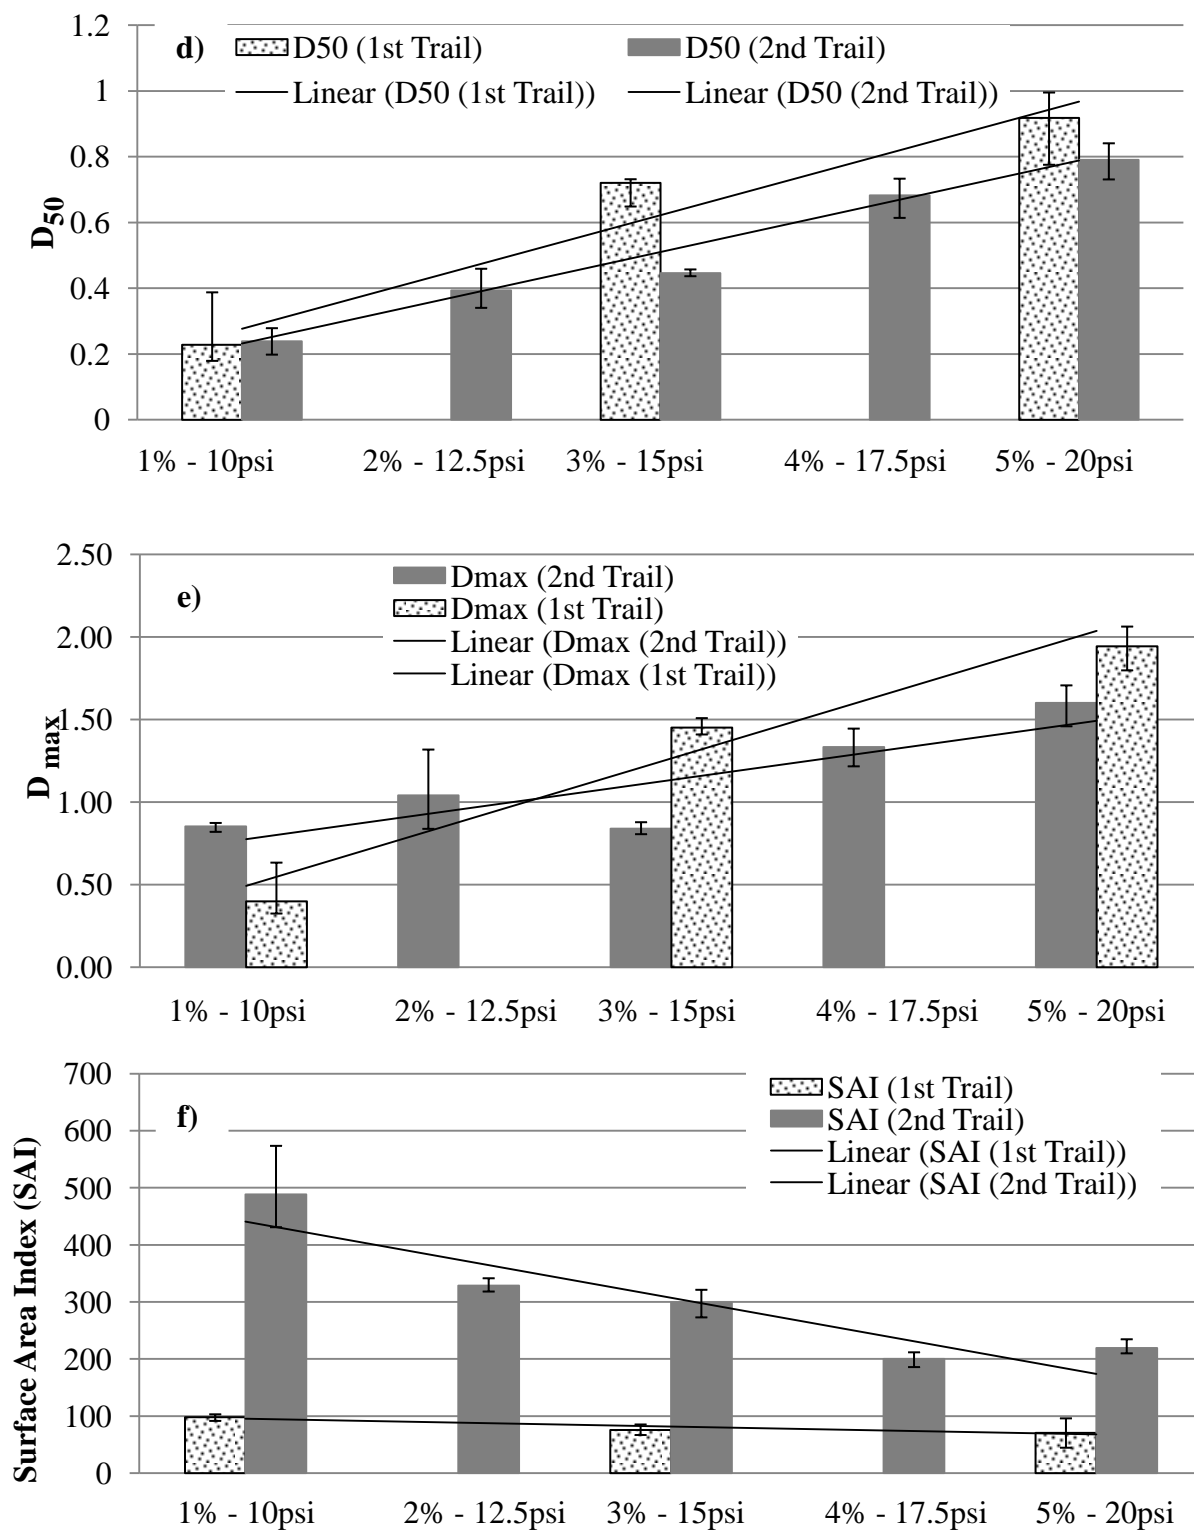 1.2
d) D50 (1st Trail) D50 (2nd Trail)
Linear (D50 (1st Trail)) Linear (D50 (2nd Trail))
1
0.8
0.6
0.4
0.2
0
D50
1% - 10psi 2% - 12.5psi 3% - 15psi 4% - 17.5psi 5% - 20psi
2.50
e) Dmax (2nd Trail)
Dmax (1st Trail)
Linear (Dmax (2nd Trail))
Linear (Dmax (1st Trail))
2.00
1.50
1.00
0.50
0.00
D max
1% - 10psi 2% - 12.5psi 3% - 15psi 4% - 17.5psi 5% - 20psi
700
f) SAI (1st Trail)
SAI (2nd Trail)
Linear (SAI (1st Trail))
Linear (SAI (2nd Trail))
600
500
400
300
200
100
0
Surface Area Index (SAI)
1% - 10psi 2% - 12.5psi 3% - 15psi 4% - 17.5psi 5% - 20psi